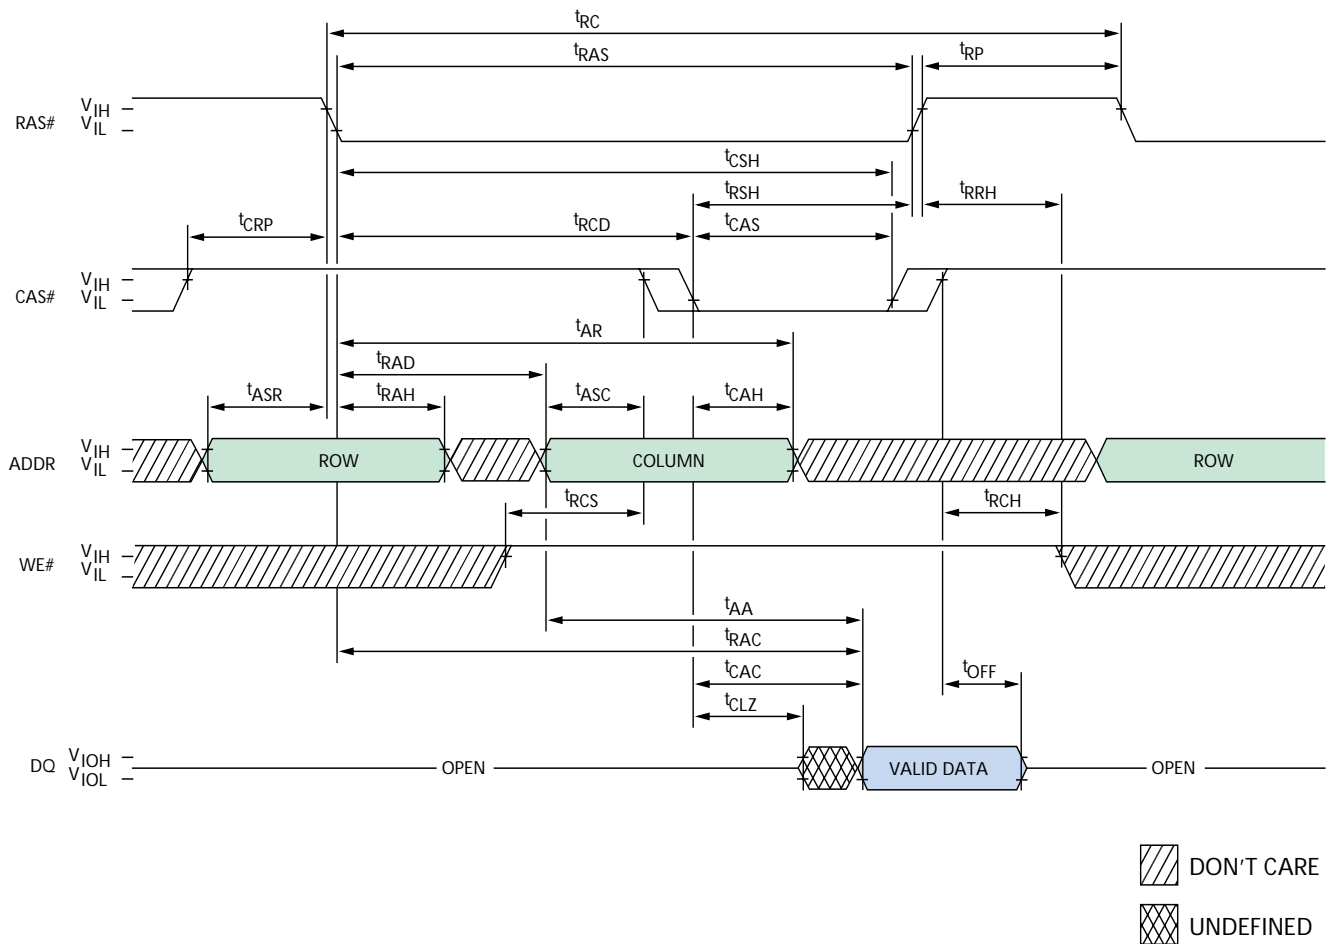 tRC
tRAS
tRP
RAS#
VIH
VIL
tCSH
tRSH
tRRH
tCRP
tRCD
tCAS
CAS#
VIH
VIL
tAR
tRAD
tASR
tRAH
tASC
tCAH
ADDR
VIH
VIL
ROW
COLUMN
ROW
tRCS
tRCH
WE#
VIH
VIL
tAA
tRAC
tCAC
tOFF
tCLZ
DQ
VIOH
VIOL
OPEN
VALID DATA
OPEN
DON'T CARE
UNDEFINED